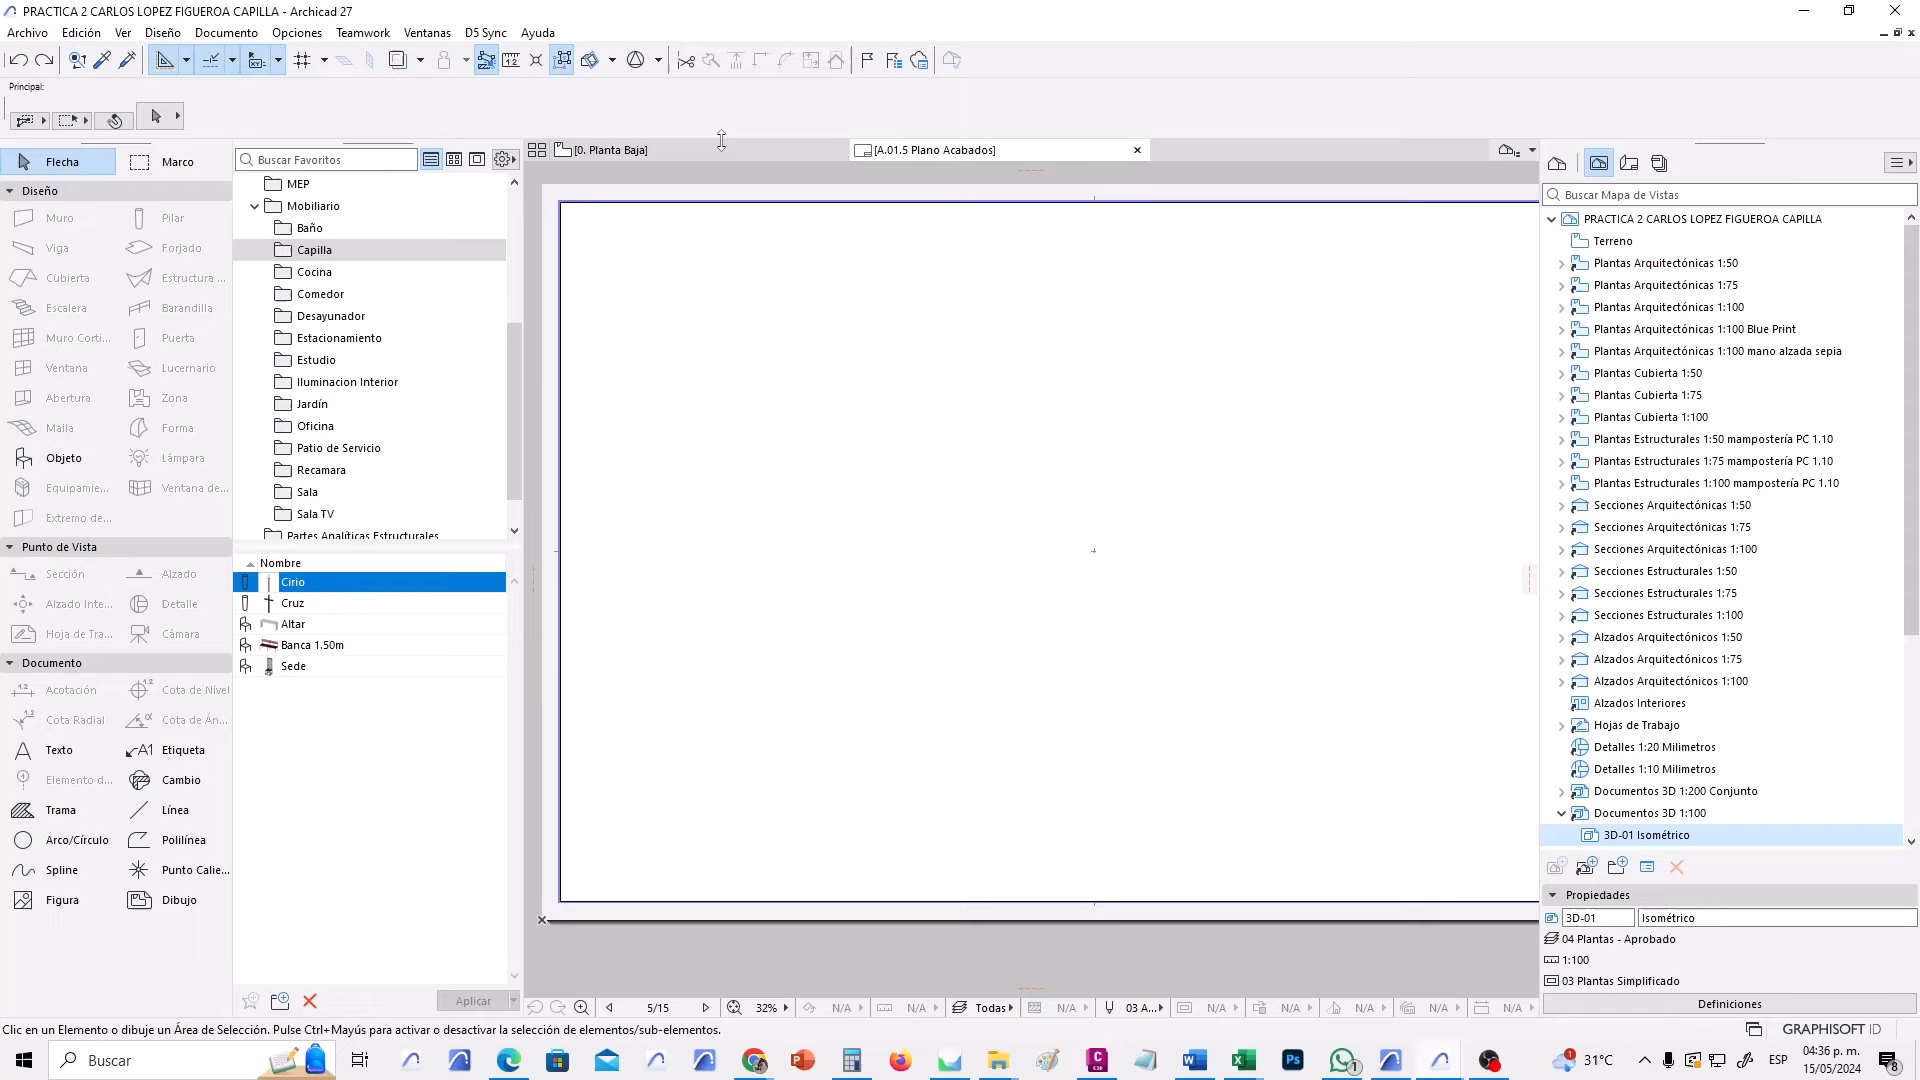 PRACTICA 2 CARLOS LOPEZ FIGUEROA CAPILLA - Archicad 27
Archivo Edición Ver Diseño Documento Opciones Teamwork Ventanas D5 Sync Ayuda
Principal:
Flecha Marco
Diseño
Muro Pilar
Viga Forjado
Cubierta Estructura ...
Escalera Barandilla
Muro Corti... Puerta
Ventana Lucernario
Abertura Zona
Malla Forma
Objeto Lámpara
Equipamie... Ventana de...
Extremo de...
Punto de Vista
Sección Alzado
Alzado Inte... Detalle
Hoja de Tra... Cámara
Documento
Acotación Cota de Nivel
Cota Radial Cota de Án...
Texto Etiqueta
Elemento d... Cambio
Trama Línea
Arco/Círculo Polilínea
Spline Punto Calie...
Figura Dibujo
Buscar Favoritos
MEP
Mobiliario
Baño
Capilla
Cocina
Comedor
Desayunador
Estacionamiento
Estudio
Iluminacion Interior
Jardín
Oficina
Patio de Servicio
Recamara
Sala
Sala TV
Partes Analíticas Estructurales
Nombre
Cirio
Cruz
Altar
Banca 1.50m
Sede
Aplicar
[0. Planta Baja] [A.01.5 Plano Acabados]
5/15 32% N/A N/A Todas N/A 03 A... N/A N/A N/A N/A N/A
Buscar Mapa de Vistas
PRACTICA 2 CARLOS LOPEZ FIGUEROA CAPILLA
Terreno
Plantas Arquitectónicas 1:50
Plantas Arquitectónicas 1:75
Plantas Arquitectónicas 1:100
Plantas Arquitectónicas 1:100 Blue Print
Plantas Arquitectónicas 1:100 mano alzada sepia
Plantas Cubierta 1:50
Plantas Cubierta 1:75
Plantas Cubierta 1:100
Plantas Estructurales 1:50 mampostería PC 1.10
Plantas Estructurales 1:75 mampostería PC 1.10
Plantas Estructurales 1:100 mampostería PC 1.10
Secciones Arquitectónicas 1:50
Secciones Arquitectónicas 1:75
Secciones Arquitectónicas 1:100
Secciones Estructurales 1:50
Secciones Estructurales 1:75
Secciones Estructurales 1:100
Alzados Arquitectónicos 1:50
Alzados Arquitectónicos 1:75
Alzados Arquitectónicos 1:100
Alzados Interiores
Hojas de Trabajo
Detalles 1:20 Milimetros
Detalles 1:10 Milimetros
Documentos 3D 1:200 Conjunto
Documentos 3D 1:100
3D-01 Isométrico
Propiedades
3D-01 Isométrico
04 Plantas - Aprobado
1:100
03 Plantas Simplificado
Definiciones
Clic en un Elemento o dibuje un Área de Selección. Pulse Ctrl+Mayús para activar o desactivar la selección de elementos/sub-elementos.
GRAPHISOFT ID
Buscar
31°C
ESP
04:36 p. m.
15/05/2024
8